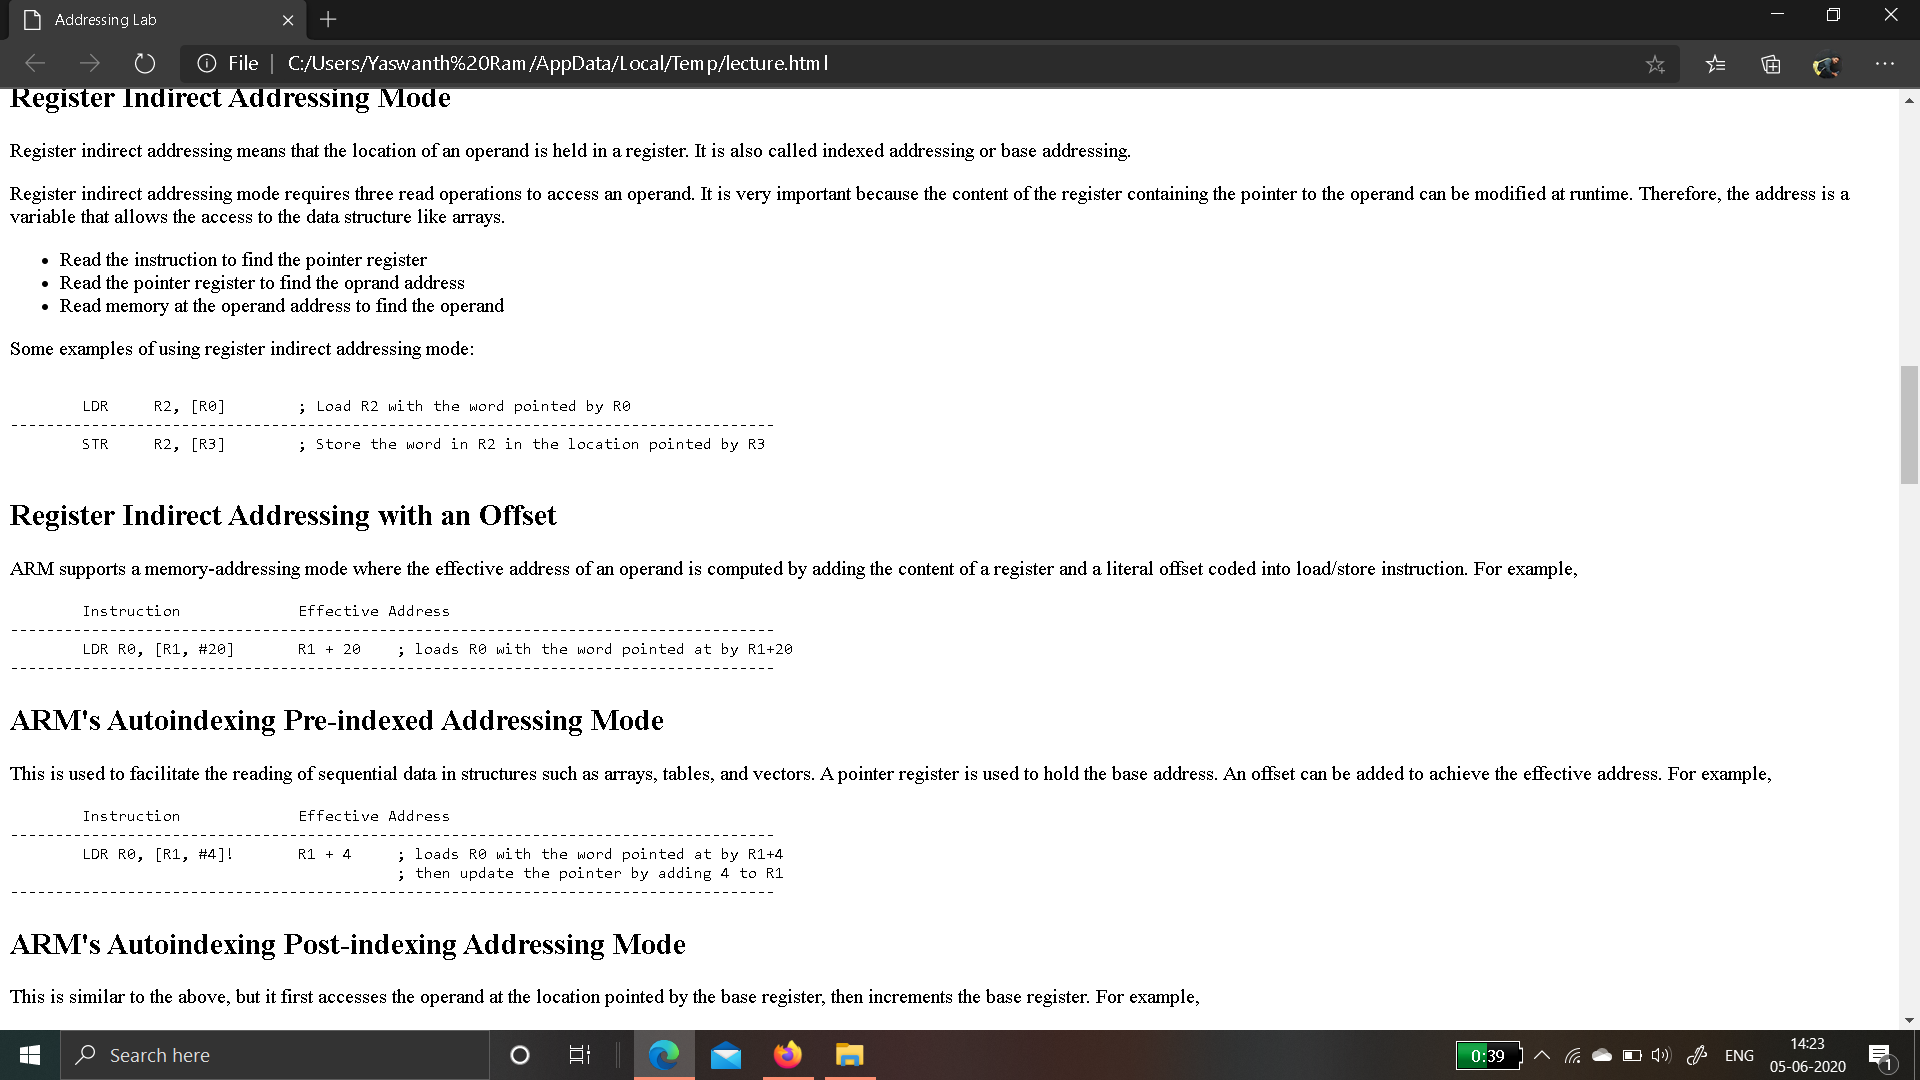 Addressing Lab
File | C:/Users/Yaswanth%20Ram/AppData/Local/Temp/lecture.html
Register Indirect Addressing Mode
Register indirect addressing means that the location of an operand is held in a register. It is also called indexed addressing or base addressing.
Register indirect addressing mode requires three read operations to access an operand. It is very important because the content of the register containing the pointer to the operand can be modified at runtime. Therefore, the address is a
variable that allows the access to the data structure like arrays.
• Read the instruction to find the pointer register
• Read the pointer register to find the oprand address
• Read memory at the operand address to find the operand
Some examples of using register indirect addressing mode:
LDR     R2, [R0]        ; Load R2 with the word pointed by R0
-------------------------------------------------------------------------------------
STR     R2, [R3]        ; Store the word in R2 in the location pointed by R3
Register Indirect Addressing with an Offset
ARM supports a memory-addressing mode where the effective address of an operand is computed by adding the content of a register and a literal offset coded into load/store instruction. For example,
Instruction             Effective Address
-------------------------------------------------------------------------------------
LDR R0, [R1, #20]       R1 + 20    ; loads R0 with the word pointed at by R1+20
-------------------------------------------------------------------------------------
ARM's Autoindexing Pre-indexed Addressing Mode
This is used to facilitate the reading of sequential data in structures such as arrays, tables, and vectors. A pointer register is used to hold the base address. An offset can be added to achieve the effective address. For example,
Instruction             Effective Address
-------------------------------------------------------------------------------------
LDR R0, [R1, #4]!       R1 + 4     ; loads R0 with the word pointed at by R1+4
; then update the pointer by adding 4 to R1
-------------------------------------------------------------------------------------
ARM's Autoindexing Post-indexing Addressing Mode
This is similar to the above, but it first accesses the operand at the location pointed by the base register, then increments the base register. For example,
Search here
0:39
ENG
14:23
05-06-2020
1